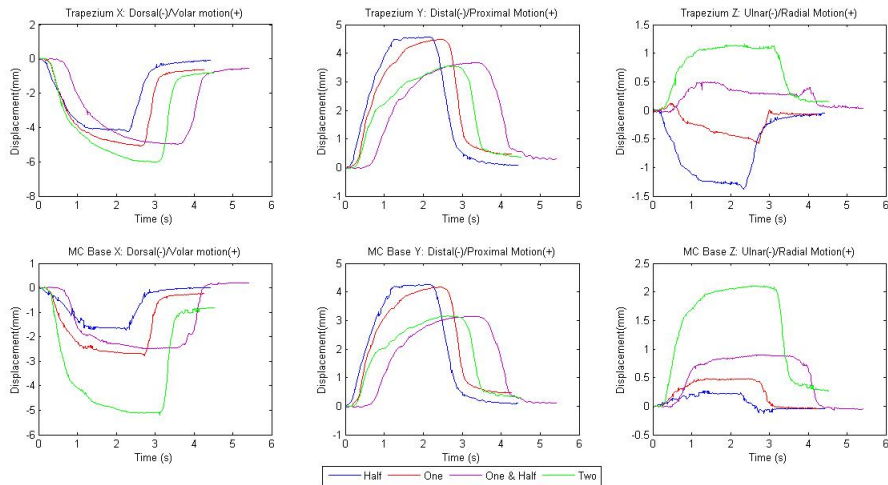 Trapezium X: Dorsal(-)/Volar motion(+)
Displacement(mm)
2
0
-2
-4
-6
-8
0 1 2 3 4 5 6
Time (s)
Trapezium Y: Distal(-)/Proximal Motion(+)
Displacement(mm)
5
4
3
2
1
0
-1
0 1 2 3 4 5 6
Time (s)
Trapezium Z: Ulnar(-)/Radial Motion(+)
Displacement(mm)
1.5
1
0.5
0
-0.5
-1
-1.5
0 1 2 3 4 5 6
Time (s)
MC Base X: Dorsal(-)/Volar motion(+)
Displacement(mm)
1
0
-1
-2
-3
-4
-5
-6
0 1 2 3 4 5 6
Time (s)
MC Base Y: Distal(-)/Proximal Motion(+)
Displacement(mm)
5
4
3
2
1
0
-1
0 1 2 3 4 5 6
Time (s)
MC Base Z: Ulnar(-)/Radial Motion(+)
Displacement(mm)
2.5
2
1.5
1
0.5
0
-0.5
0 1 2 3 4 5 6
Time (s)
Half One One & Half Two